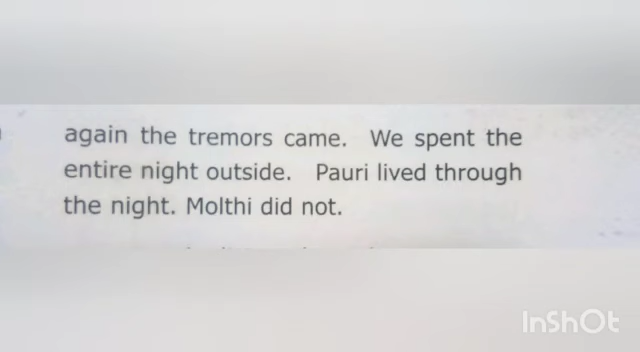 again the tremors came. We spent the
entire night outside. Pauri lived through
the night. Molthi did not.
InShOt